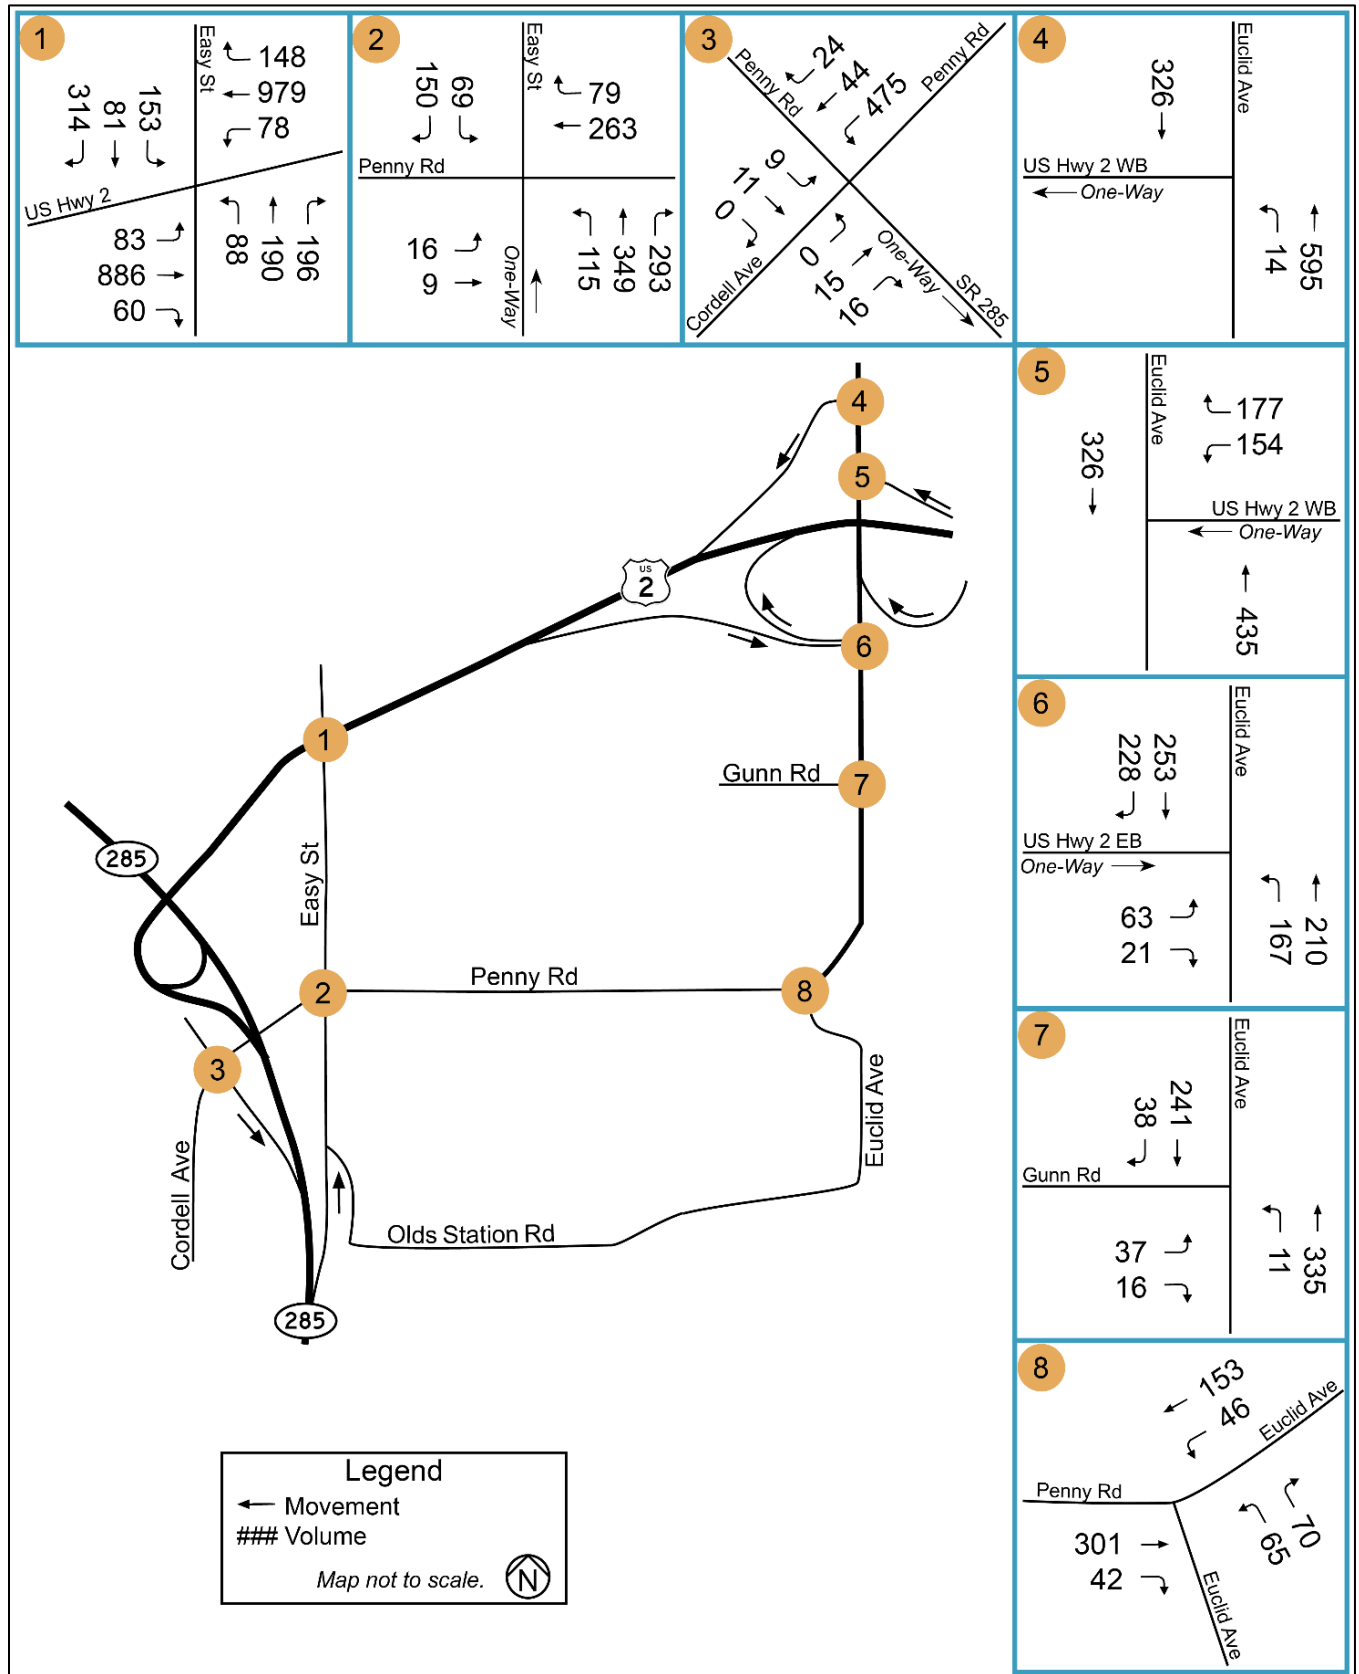 1
Easy St
148
979
78
314
81
153
US Hwy 2
83
886
60
88
190
196
2
Easy St
150
69
79
263
Penny Rd
16
9
One-Way
115
349
293
3
Penny Rd
24
44
475
Penny Rd
9
11
0
0
15
16
One-Way
SR 285
Cordell Ave
4
Euclid Ave
326
US Hwy 2 WB
One-Way
14
595
5
Euclid Ave
177
154
326
US Hwy 2 WB
One-Way
435
6
Euclid Ave
228
253
US Hwy 2 EB
One-Way
63
21
167
210
7
Euclid Ave
38
241
Gunn Rd
37
16
11
335
8
153
46
Euclid Ave
Penny Rd
301
42
65
70
Euclid Ave
4
5
US
2
6
1
Gunn Rd
7
285
Easy St
2
Penny Rd
8
3
Cordell Ave
Euclid Ave
Olds Station Rd
285
Legend
Movement
### Volume
Map not to scale.
N